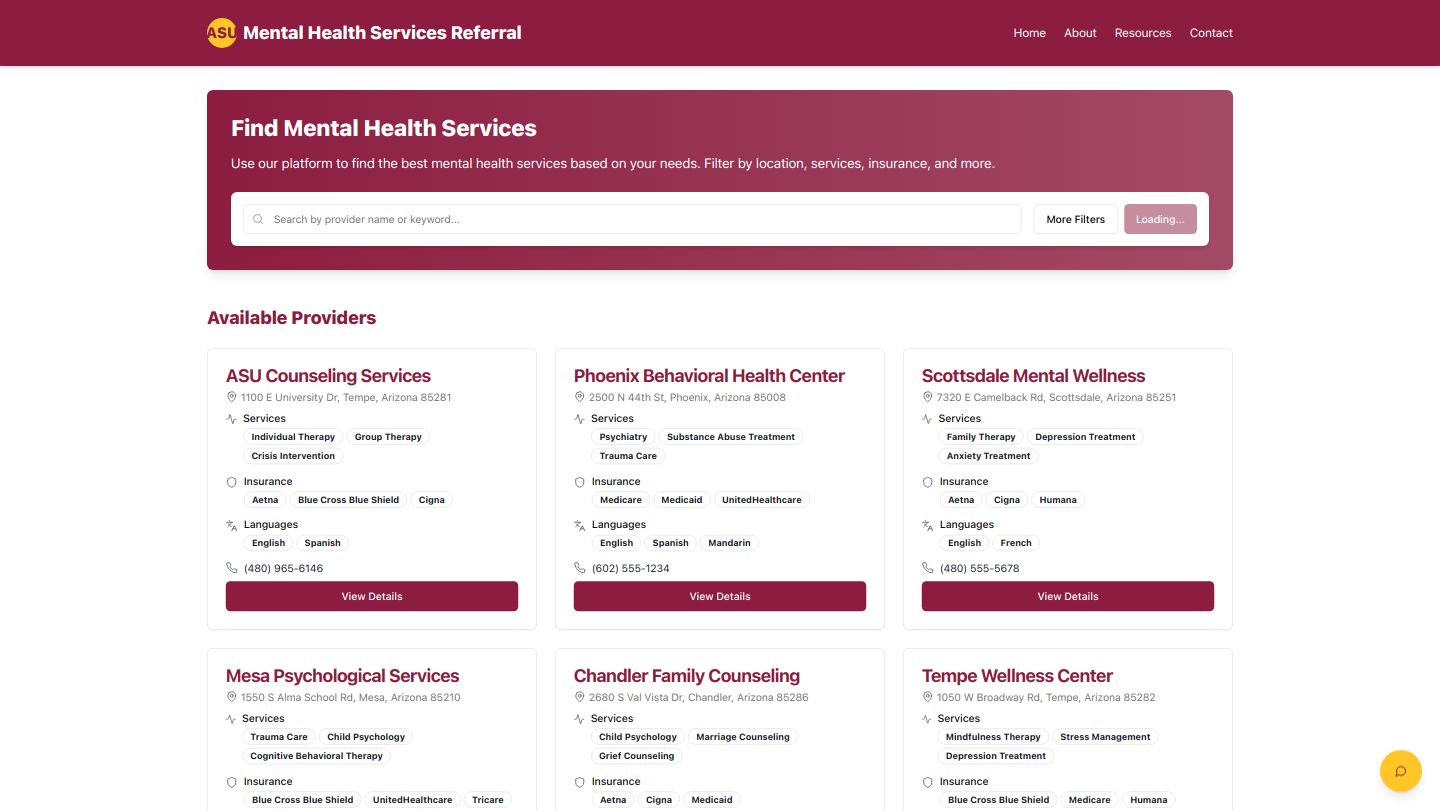 ASU Mental Health Services Referral
Home About Resources Contact
Find Mental Health Services
Use our platform to find the best mental health services based on your needs. Filter by location, services, insurance, and more.
Search by provider name or keyword...
More Filters
Loading...
Available Providers
ASU Counseling Services
1100 E University Dr, Tempe, Arizona 85281
Services
Individual Therapy Group Therapy
Crisis Intervention
Insurance
Aetna Blue Cross Blue Shield Cigna
Languages
English Spanish
(480) 965-6146
View Details
Phoenix Behavioral Health Center
2500 N 44th St, Phoenix, Arizona 85008
Services
Psychiatry Substance Abuse Treatment
Trauma Care
Insurance
Medicare Medicaid UnitedHealthcare
Languages
English Spanish Mandarin
(602) 555-1234
View Details
Scottsdale Mental Wellness
7320 E Camelback Rd, Scottsdale, Arizona 85251
Services
Family Therapy Depression Treatment
Anxiety Treatment
Insurance
Aetna Cigna Humana
Languages
English French
(480) 555-5678
View Details
Mesa Psychological Services
1550 S Alma School Rd, Mesa, Arizona 85210
Services
Trauma Care Child Psychology
Cognitive Behavioral Therapy
Insurance
Blue Cross Blue Shield UnitedHealthcare Tricare
Chandler Family Counseling
2680 S Val Vista Dr, Chandler, Arizona 85286
Services
Child Psychology Marriage Counseling
Grief Counseling
Insurance
Aetna Cigna Medicaid
Tempe Wellness Center
1050 W Broadway Rd, Tempe, Arizona 85282
Services
Mindfulness Therapy Stress Management
Depression Treatment
Insurance
Blue Cross Blue Shield Medicare Humana